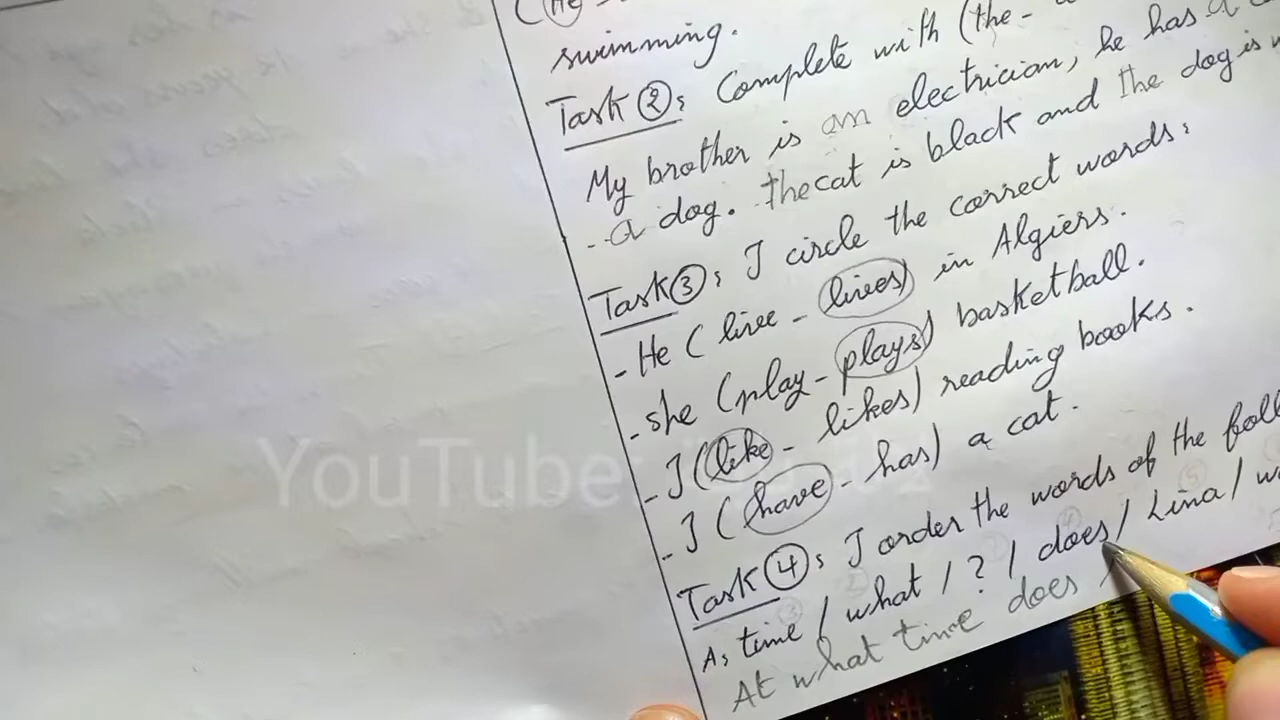 (He
swimming.
Task ②: Complete with (the -
My brother is an electrician, he has a
a dog. the cat is black and the dog is
Task ③: I circle the correct words:
- He (live - lives) in Algiers.
- she (play - plays) basketball.
- I (like - likes) reading books.
- I (have - has) a cat.
Task ④: I order the words of the foll
A: time / what / ? / does / Lina / w
At what time does
YouTube